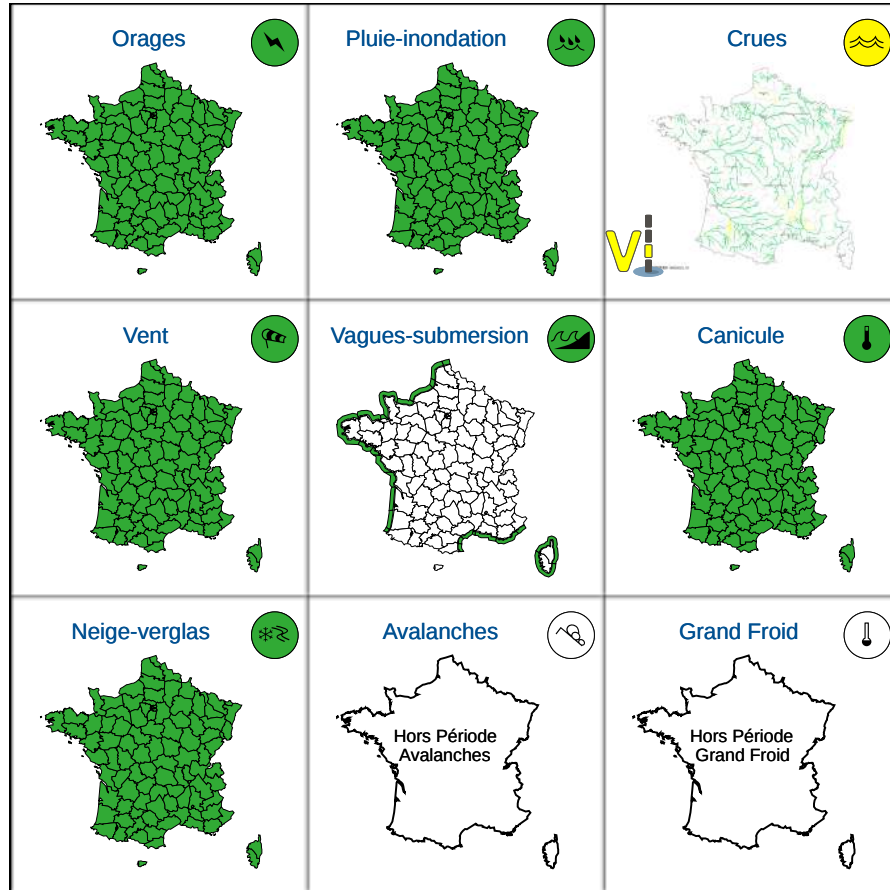 Orages
Pluie-inondation
Crues
Vi
Vent
Vagues-submersion
Canicule
Neige-verglas
Avalanches
Grand Froid
Hors Période
Avalanches
Hors Période
Grand Froid